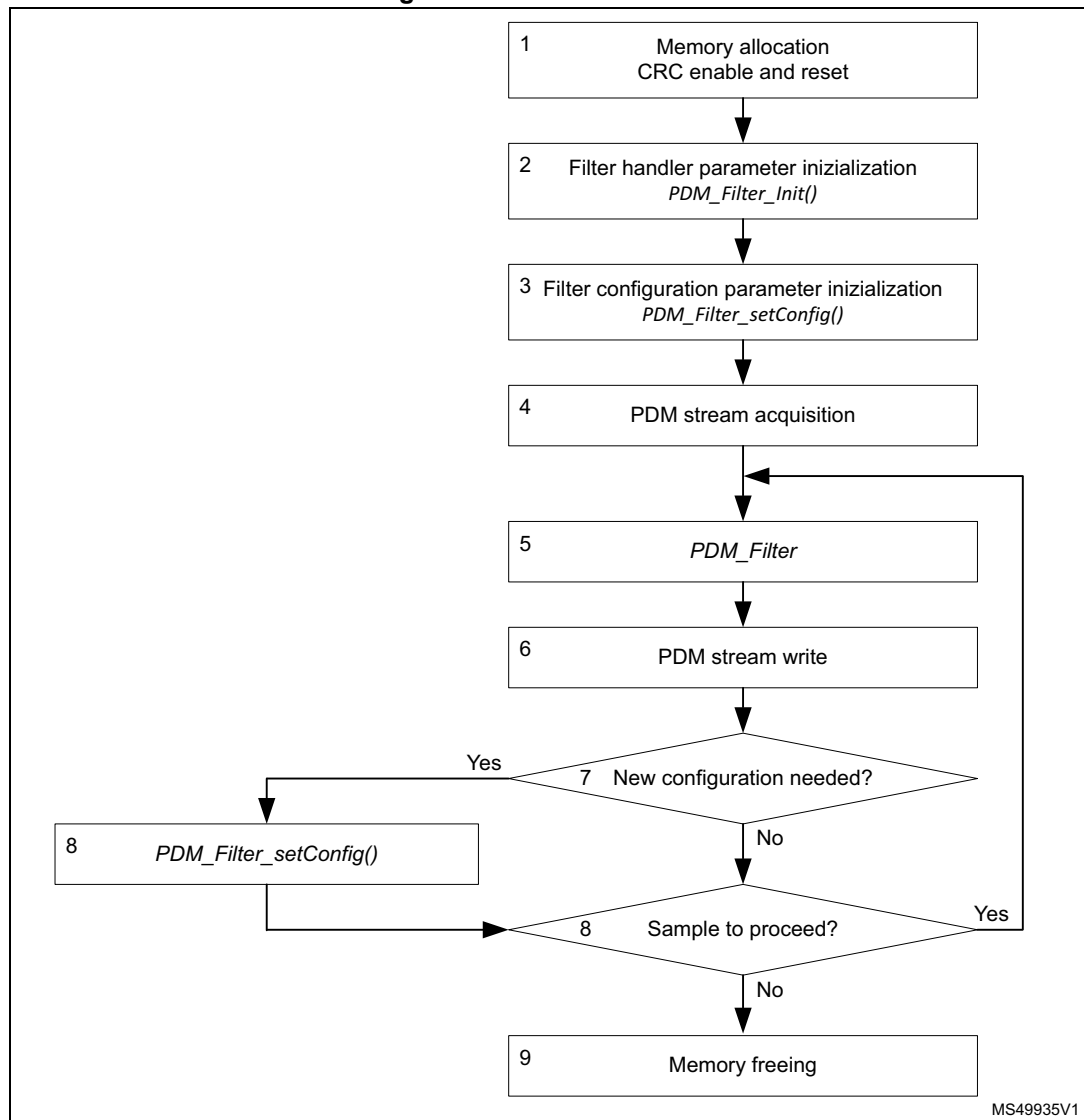 1
Memory allocation
CRC enable and reset
2
Filter handler parameter inizialization
PDM_Filter_Init()
3
Filter configuration parameter inizialization
PDM_Filter_setConfig()
4
PDM stream acquisition
5
PDM_Filter
6
PDM stream write
Yes
7 New configuration needed?
8
PDM_Filter_setConfig()
No
Yes
8 Sample to proceed?
No
9
Memory freeing
MS49935V1